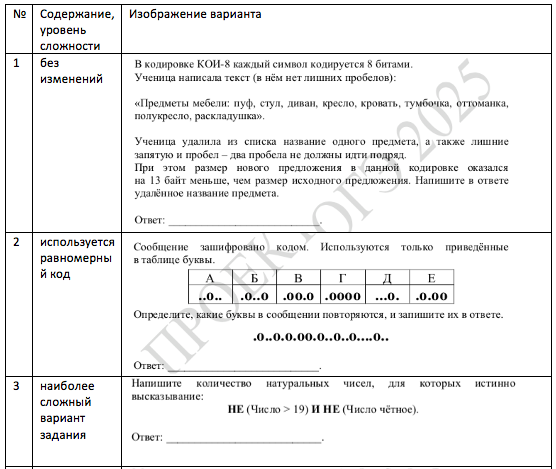 № Содержание, уровень сложности Изображение варианта
1 без изменений
В кодировке КОИ-8 каждый символ кодируется 8 битами.
Ученица написала текст (в нём нет лишних пробелов):
«Предметы мебели: пуф, стул, диван, кресло, кровать, тумбочка, оттоманка,
полукресло, раскладушка».
Ученица удалила из списка название одного предмета, а также лишние
запятую и пробел – два пробела не должны идти подряд.
При этом размер нового предложения в данной кодировке оказался
на 13 байт меньше, чем размер исходного предложения. Напишите в ответе
удалённое название предмета.
Ответ: ___________________________.
2 используется равномерный код
Сообщение зашифровано кодом. Используются только приведённые
в таблице буквы.
А Б В Г Д Е
..0.. .0..0 .00.0 .0000 ...0. .0.00
Определите, какие буквы в сообщении повторяются, и запишите их в ответе.
.0..0.0.00.0..0..0....0..
Ответ: ___________________________.
3 наиболее сложный вариант задания
Напишите количество натуральных чисел, для которых истинно
высказывание:
НЕ (Число > 19) И НЕ (Число чётное).
Ответ: ___________________________.
ПРОЕКТ ОГЭ 2025